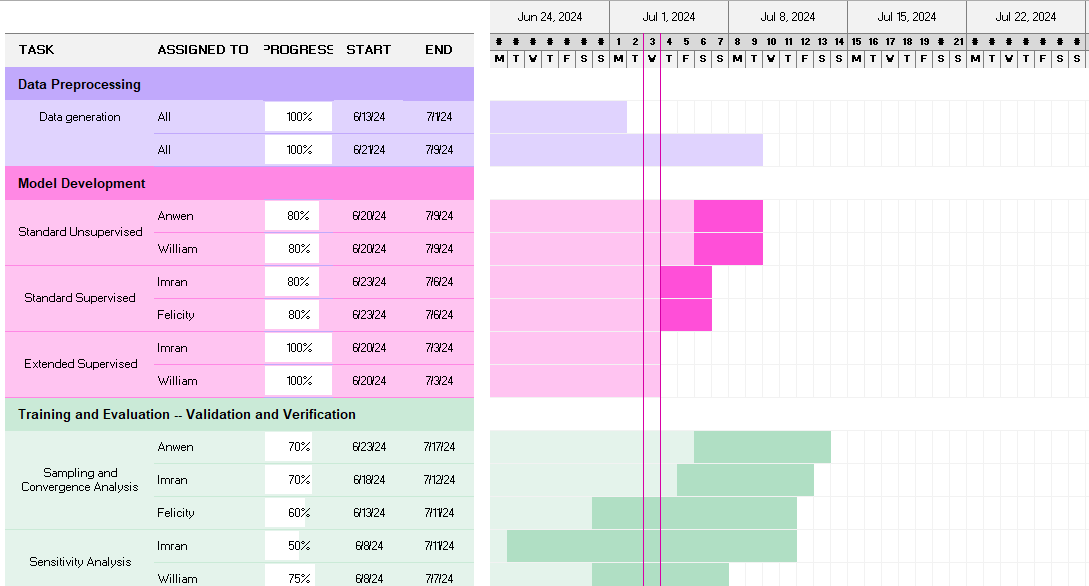 Jun 24, 2024 Jul 1, 2024 Jul 8, 2024 Jul 15, 2024 Jul 22, 2024
TASK ASSIGNED TO PROGRESS START END
# # # # # # # 1 2 3 4 5 6 7 8 9 10 11 12 13 14 15 16 17 18 19 # 21 # # # # # # #
M T W T F S S M T W T F S S M T W T F S S M T W T F S S M T W T F S S
Data Preprocessing
Data generation All 100% 6/13/24 7/1/24
All 100% 6/21/24 7/9/24
Model Development
Standard Unsupervised
Anwen 80% 6/20/24 7/9/24
William 80% 6/20/24 7/9/24
Standard Supervised
Imran 80% 6/23/24 7/6/24
Felicity 80% 6/23/24 7/6/24
Extended Supervised
Imran 100% 6/20/24 7/3/24
William 100% 6/20/24 7/3/24
Training and Evaluation -- Validation and Verification
Sampling and
Convergence Analysis
Anwen 70% 6/23/24 7/17/24
Imran 70% 6/18/24 7/12/24
Felicity 60% 6/13/24 7/11/24
Sensitivity Analysis
Imran 50% 6/8/24 7/11/24
William 75% 6/8/24 7/7/24